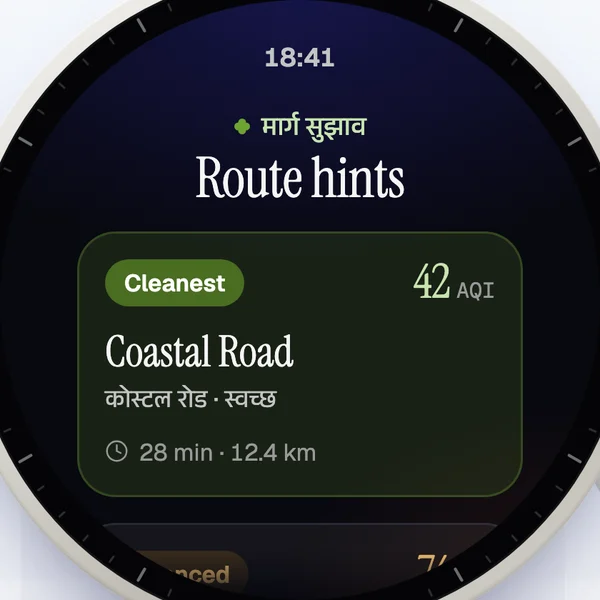 18:41
मार्ग सुझाव
Route hints
Cleanest
42 AQI
Coastal Road
कोस्टल रोड · स्वच्छ
28 min · 12.4 km